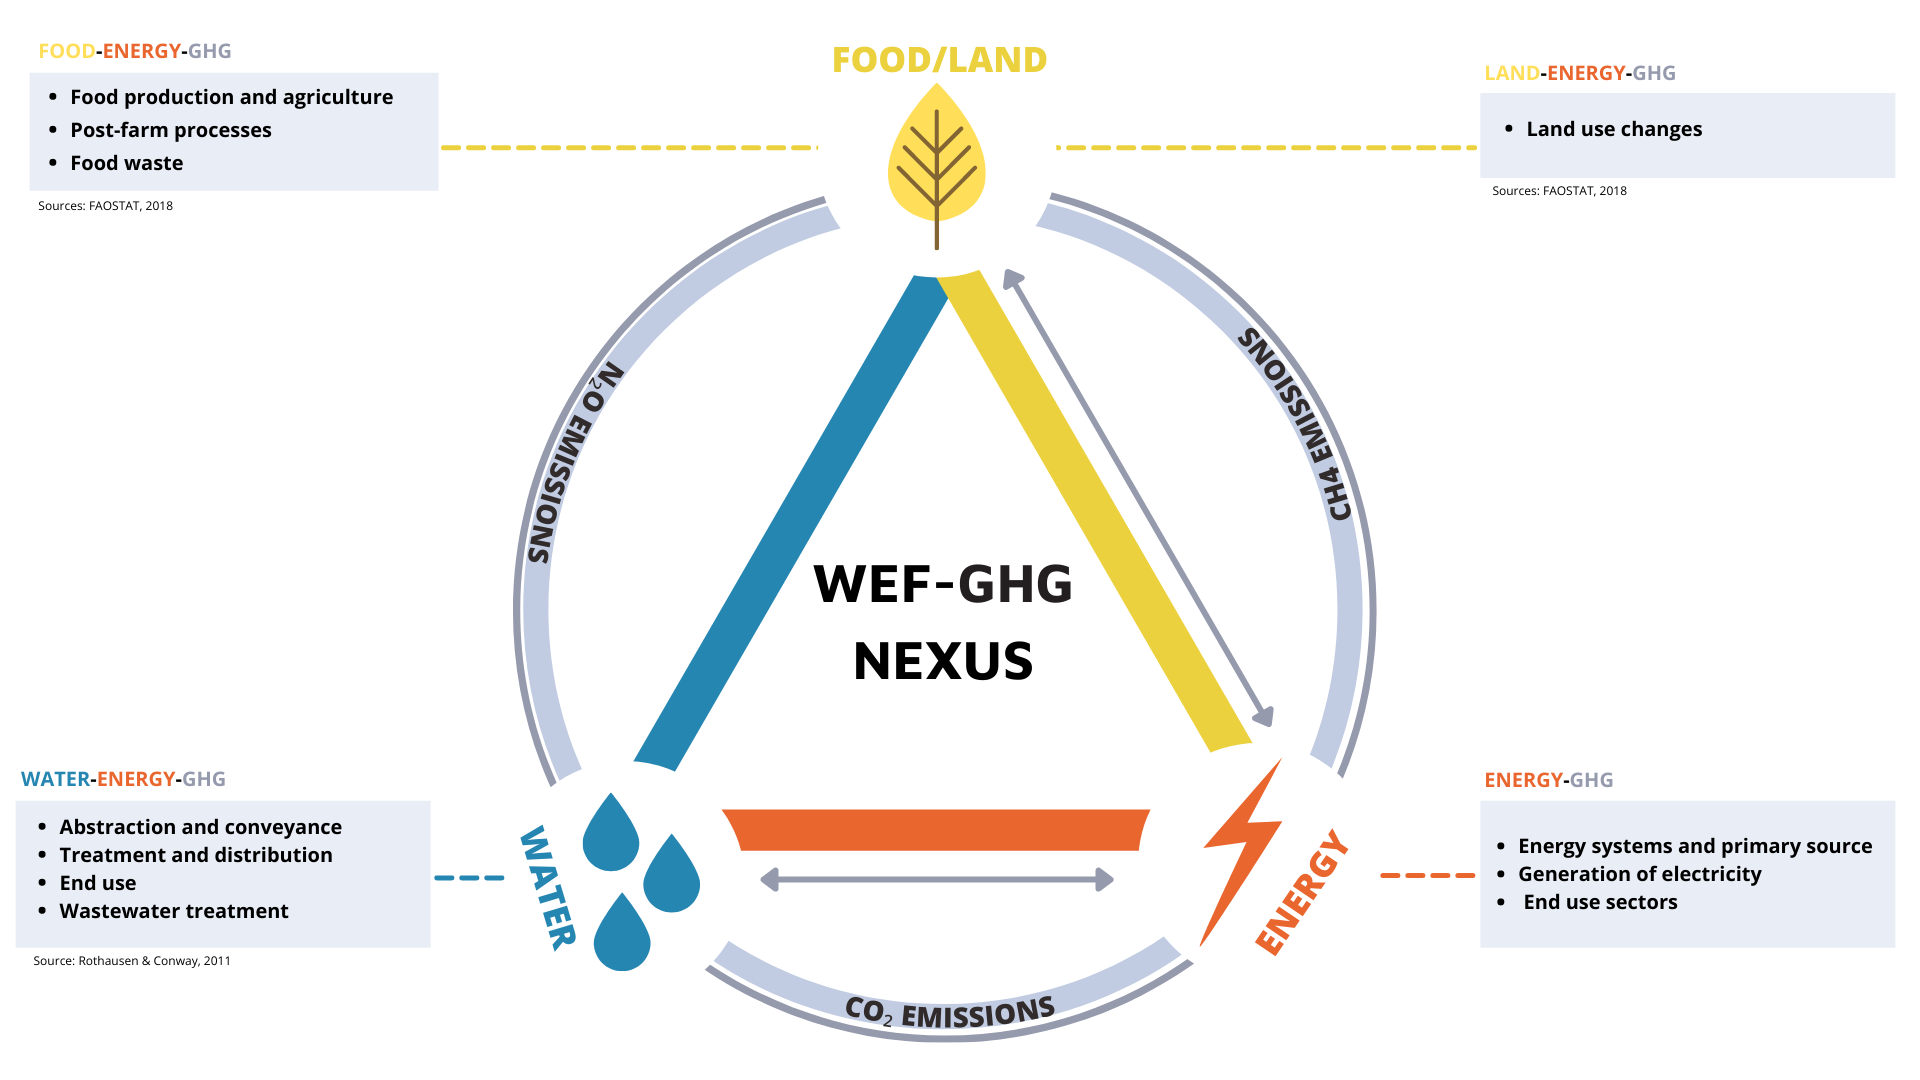 FOOD-ENERGY-GHG
• Food production and agriculture
• Post-farm processes
• Food waste
Sources: FAOSTAT, 2018
FOOD/LAND
LAND-ENERGY-GHG
• Land use changes
Sources: FAOSTAT, 2018
N₂O EMISSIONS
CH4 EMISSIONS
WEF-GHG
NEXUS
WATER-ENERGY-GHG
• Abstraction and conveyance
• Treatment and distribution
• End use
• Wastewater treatment
Source: Rothausen & Conway, 2011
WATER
ENERGY
ENERGY-GHG
• Energy systems and primary source
• Generation of electricity
• End use sectors
CO₂ EMISSIONS